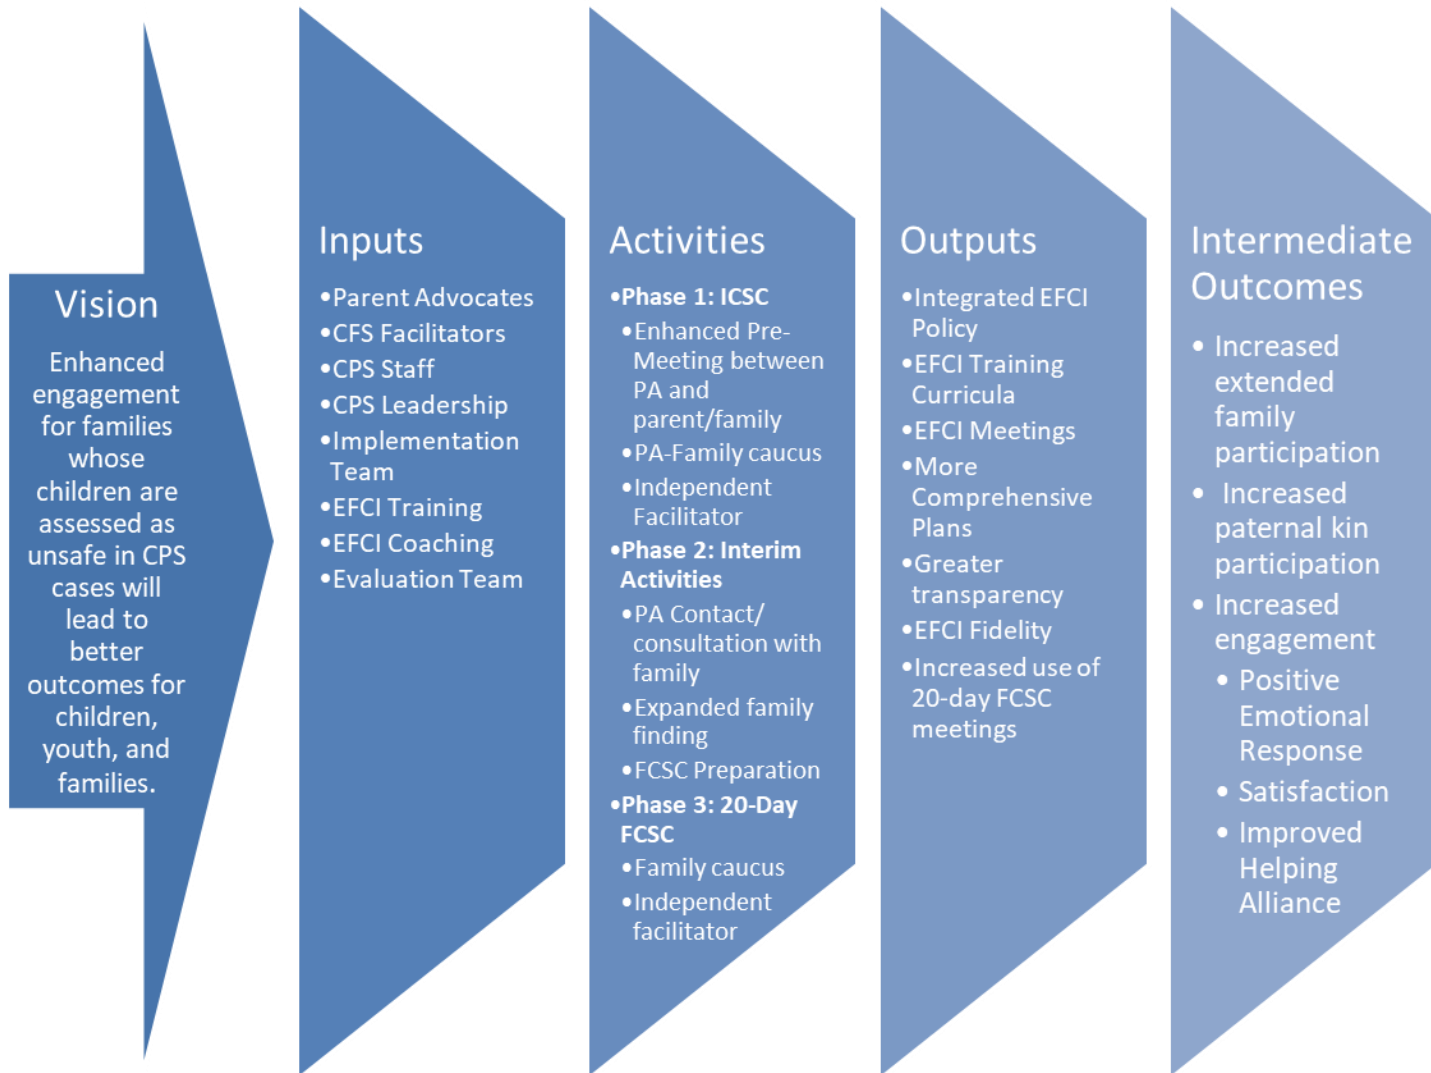 Vision
Enhanced
engagement
for families
whose
children are
assessed as
unsafe in CPS
cases will
lead to
better
outcomes for
children,
youth, and
families.
Inputs
•Parent Advocates
•CFS Facilitators
•CPS Staff
•CPS Leadership
•Implementation
Team
•EFCI Training
•EFCI Coaching
•Evaluation Team
Activities
•Phase 1: ICSC
•Enhanced Pre-
Meeting between
PA and
parent/family
•PA-Family caucus
•Independent
Facilitator
•Phase 2: Interim
Activities
•PA Contact/
consultation with
family
•Expanded family
finding
•FCSC Preparation
•Phase 3: 20-Day
FCSC
•Family caucus
•Independent
facilitator
Outputs
•Integrated EFCI
Policy
•EFCI Training
Curricula
•EFCI Meetings
•More
Comprehensive
Plans
•Greater
transparency
•EFCI Fidelity
•Increased use of
20-day FCSC
meetings
Intermediate
Outcomes
• Increased
extended
family
participation
• Increased
paternal kin
participation
• Increased
engagement
• Positive
Emotional
Response
• Satisfaction
• Improved
Helping
Alliance